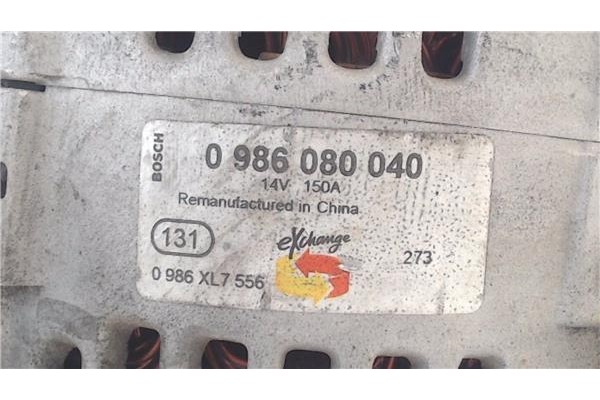 BOSCH
0 986 080 040
14V 150A
Remanufactured in China
131
eXchange
273
0 986 XL7 556